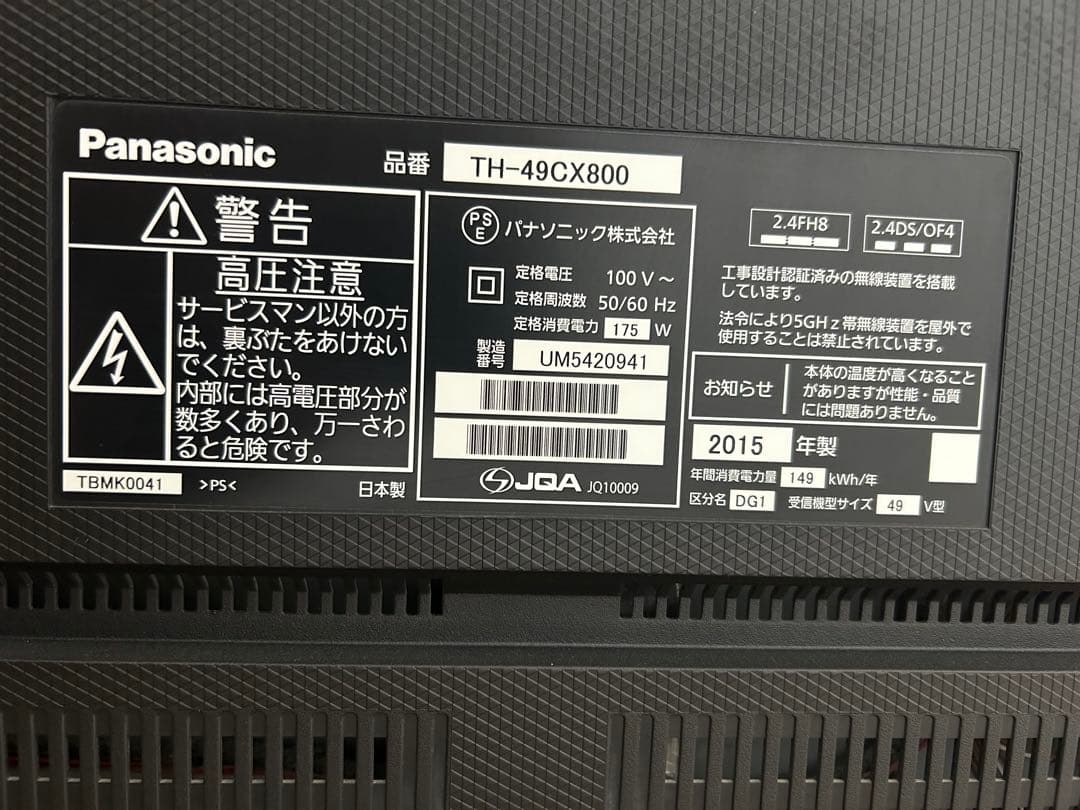 Panasonic
品番 TH-49CX800
警告
高圧注意
サービスマン以外の方
は、裏ぶたをあけない
でください。
内部には高電圧部分が
数多くあり、万一さわ
ると危険です。
TBMK0041 >PS< 日本製
PSE パナソニック株式会社
定格電圧 100 V ～
定格周波数 50/60 Hz
定格消費電力 175 W
製造番号 UM5420941
JQA JQ10009
2.4FH8 2.4DS/OF4
工事設計認証済みの無線装置を搭載
しています。
法令により5GHz帯無線装置を屋外で
使用することは禁止されています。
お知らせ
本体の温度が高くなること
がありますが性能・品質
には問題ありません。
2015 年製
年間消費電力量 149 kWh/年
区分名 DG1 受信機型サイズ 49 V型